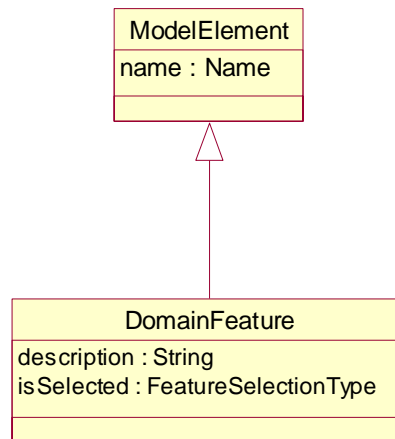 ModelElement
name : Name
DomainFeature
description : String
isSelected : FeatureSelectionType